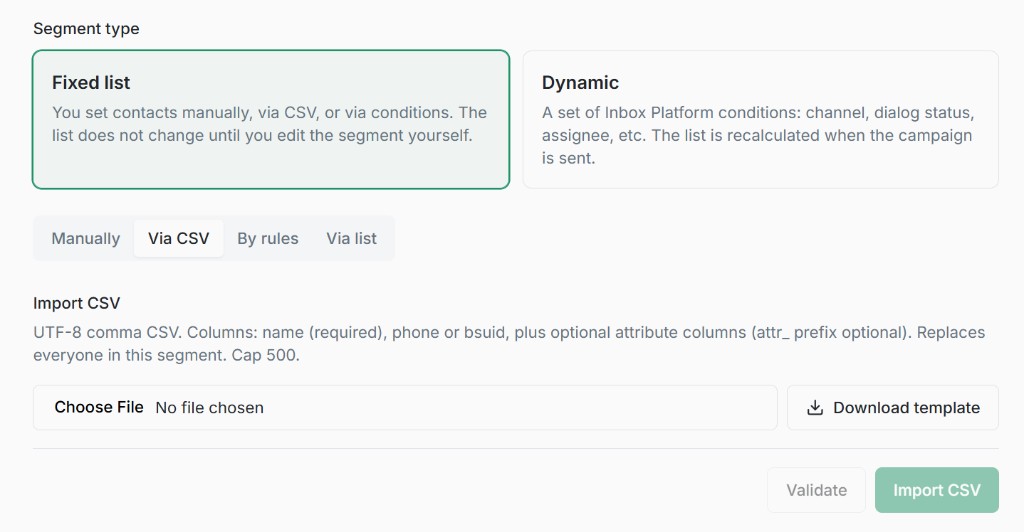 Segment type
Fixed list
You set contacts manually, via CSV, or via conditions. The
list does not change until you edit the segment yourself.
Dynamic
A set of Inbox Platform conditions: channel, dialog status,
assignee, etc. The list is recalculated when the campaign
is sent.
Manually Via CSV By rules Via list
Import CSV
UTF-8 comma CSV. Columns: name (required), phone or bsuid, plus optional attribute columns (attr_ prefix optional). Replaces
everyone in this segment. Cap 500.
Choose File No file chosen Download template
Validate Import CSV